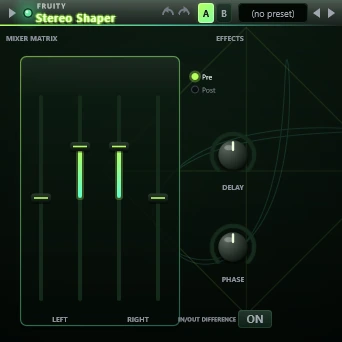 FRUITY
Stereo Shaper
A B
(no preset)
MIXER MATRIX
EFFECTS
Pre
Post
DELAY
PHASE
LEFT
RIGHT
IN/OUT DIFFERENCE
ON